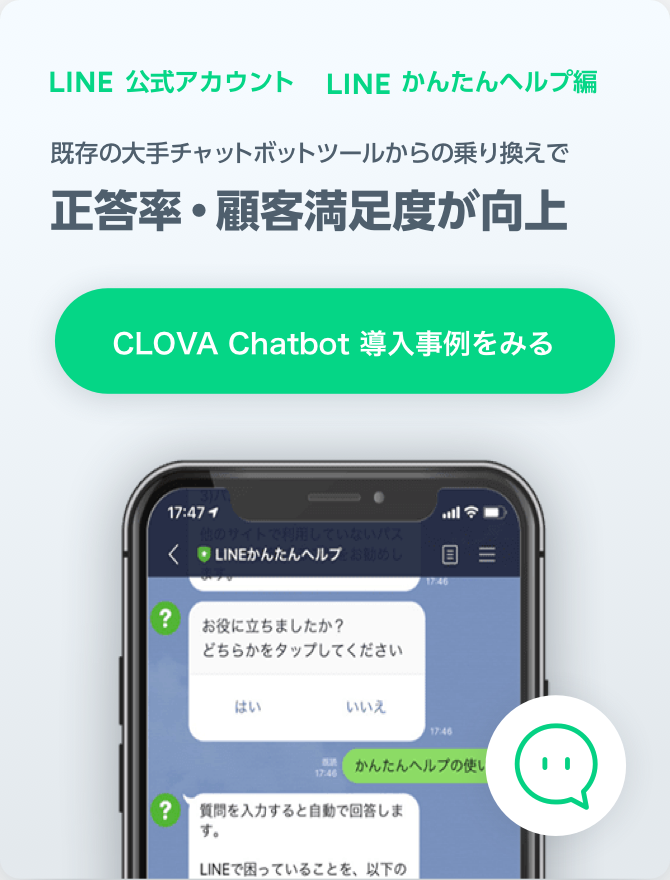 LINE 公式アカウント LINE かんたんヘルプ編
既存の大手チャットボットツールからの乗り換えで
正答率・顧客満足度が向上
CLOVA Chatbot 導入事例をみる
17:47
他のサイトで利用していないパス
お勧めし
ます。
LINEかんたんヘルプ
17:46
?
お役に立ちましたか？
どちらかをタップしてください
はい いいえ
17:46
既読
17:46
かんたんヘルプの使い
?
質問を入力すると自動で回答しま
す。
LINEで困っていることを、以下の